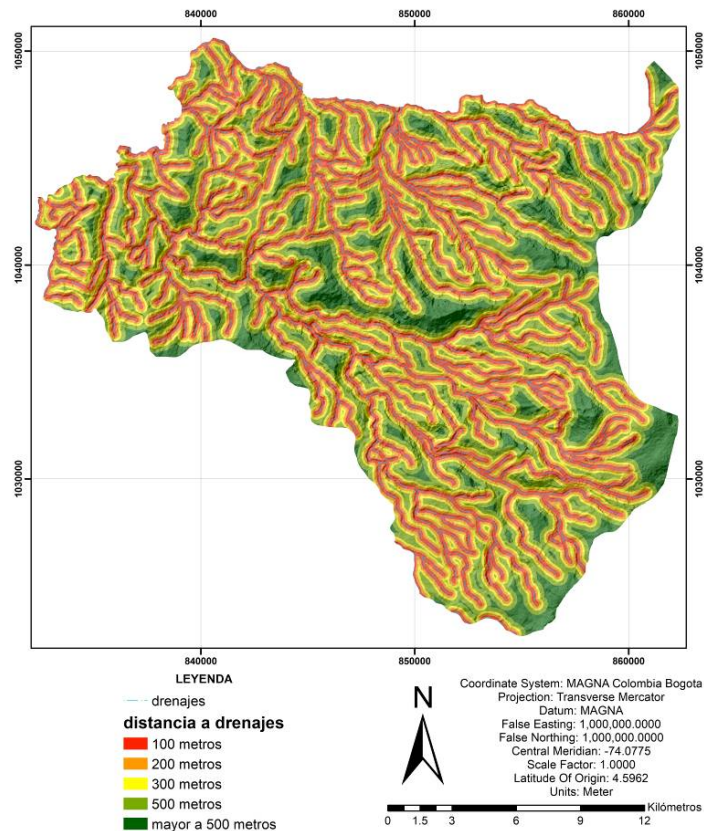 840000 850000 860000
1050000 1050000
1040000 1040000
1030000 1030000
840000 850000 860000
LEYENDA
drenajes
distancia a drenajes
100 metros
200 metros
300 metros
500 metros
mayor a 500 metros
N
Coordinate System: MAGNA Colombia Bogota
Projection: Transverse Mercator
Datum: MAGNA
False Easting: 1,000,000.0000
False Northing: 1,000,000.0000
Central Meridian: -74.0775
Scale Factor: 1.0000
Latitude Of Origin: 4.5962
Units: Meter
Kilómetros
0 1.5 3 6 9 12